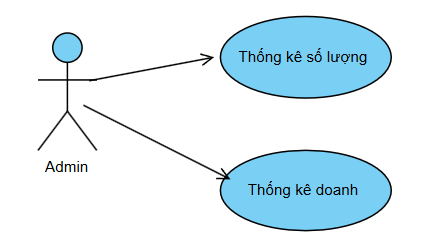 Thống kê số lượng
Admin
Thống kê doanh